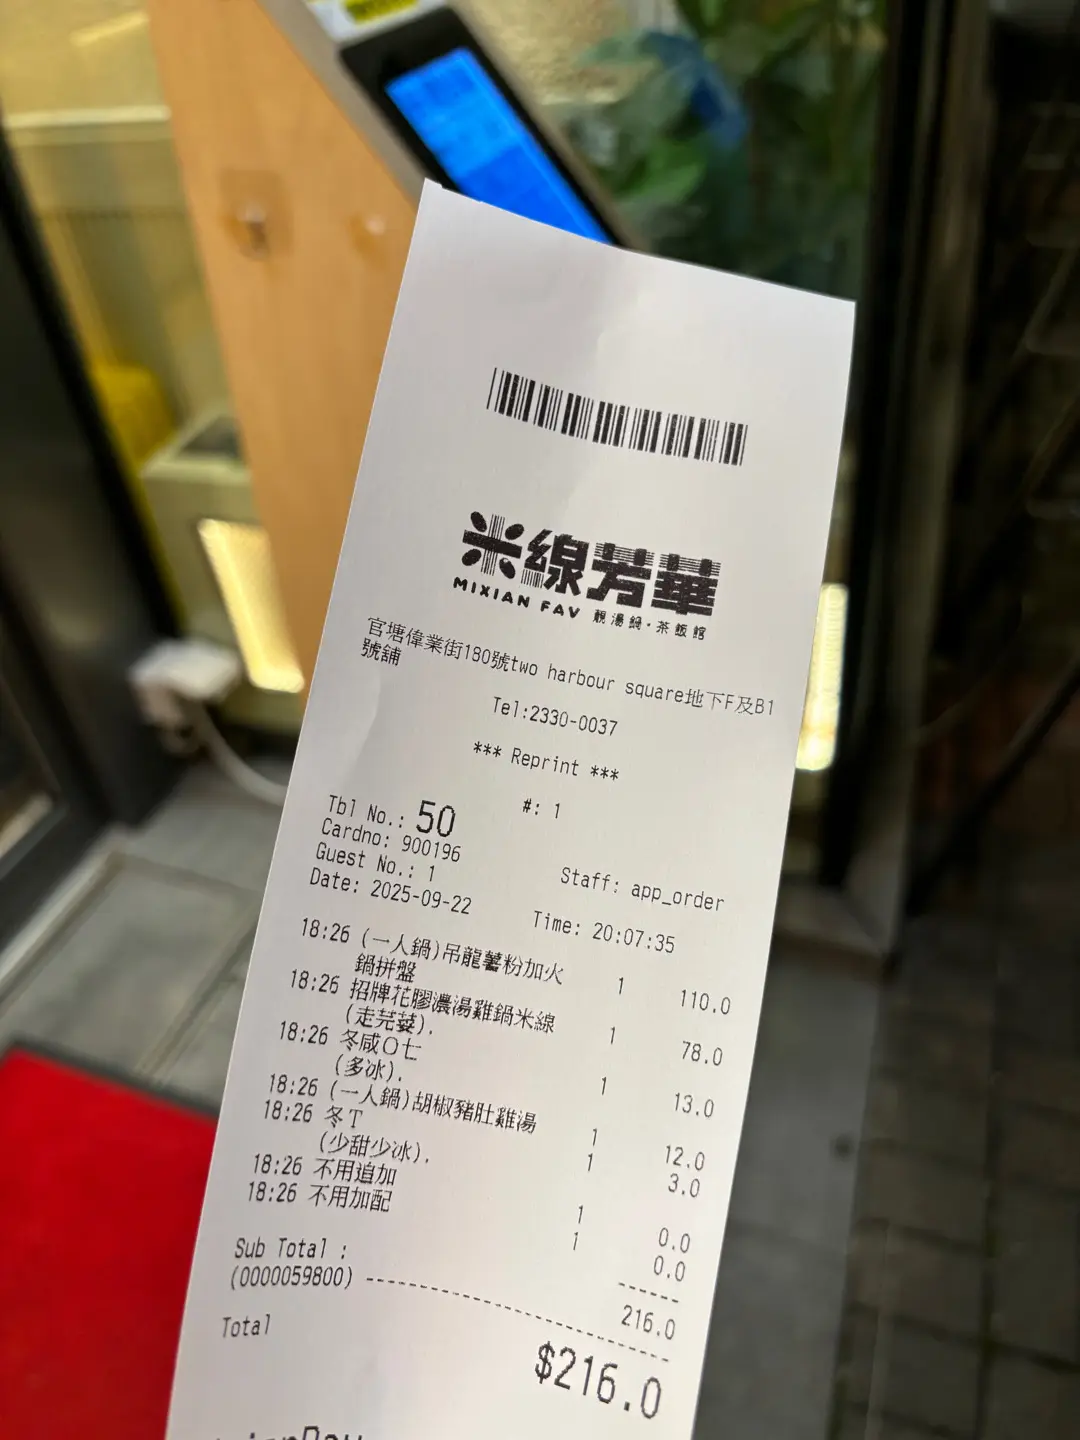 米線芳華
MIXIAN FAV 靚湯鍋·茶飯館
官塘偉業街180號two harbour square地下F及B1
號舖
Tel:2330-0037
*** Reprint ***
#: 1
Tbl No.: 50
Cardno: 900196
Guest No.: 1 Staff: app_order
Date: 2025-09-22 Time: 20:07:35
18:26 (一人鍋)吊龍薯粉加火 1 110.0
鍋拼盤
18:26 招牌花膠濃湯雞鍋米線 1 78.0
(走芫荽).
18:26 冬咸〇七 1 13.0
(多冰).
18:26 (一人鍋)胡椒豬肚雞湯 1 12.0
18:26 冬T 1 3.0
(少甜少冰).
18:26 不用追加 1 0.0
18:26 不用加配 1 0.0
Sub Total : 216.0
(0000059800)
Total $216.0